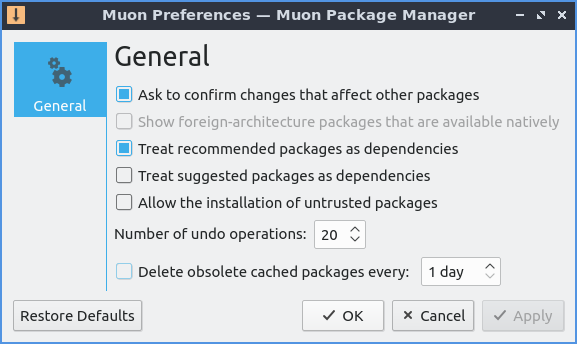 Muon Preferences — Muon Package Manager
General
General
Ask to confirm changes that affect other packages
Show foreign-architecture packages that are available natively
Treat recommended packages as dependencies
Treat suggested packages as dependencies
Allow the installation of untrusted packages
Number of undo operations: 20
Delete obsolete cached packages every: 1 day
Restore Defaults OK Cancel Apply